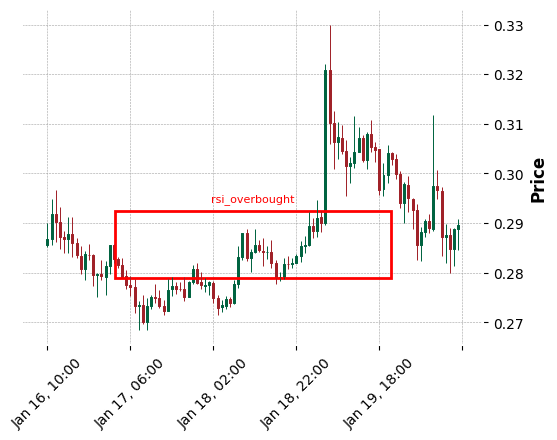 0.33
0.32
0.31
0.30
0.29
0.28
0.27
Price
rsi_overbought
Jan 16, 10:00
Jan 17, 06:00
Jan 18, 02:00
Jan 18, 22:00
Jan 19, 18:00